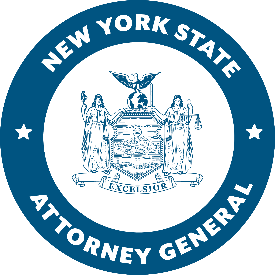 NEW YORK STATE
EXCELSIOR
ATTORNEY GENERAL